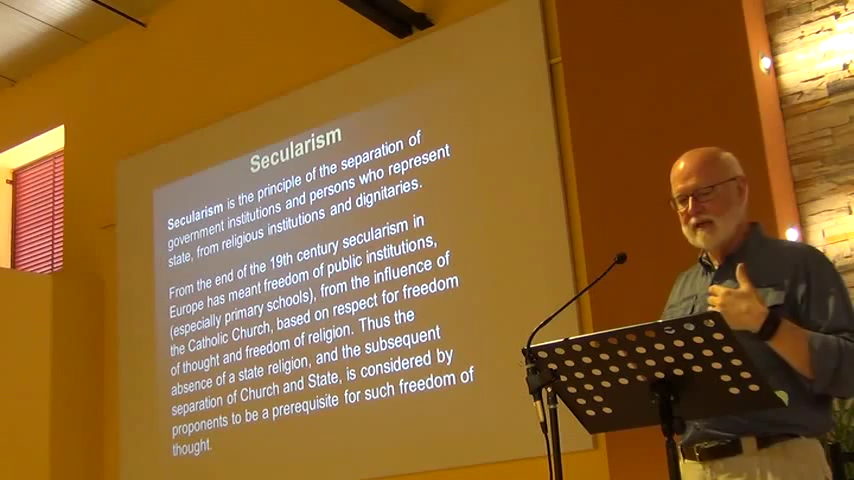 Secularism
Secularism is the principle of the separation of
government institutions and persons who represent
state, from religious institutions and dignitaries.
From the end of the 19th century secularism in
Europe has meant freedom of public institutions,
(especially primary schools), from the influence of
the Catholic Church, based on respect for freedom
of thought and freedom of religion. Thus the
absence of a state religion, and the subsequent
separation of Church and State, is considered by
proponents to be a prerequisite for such freedom of
thought.